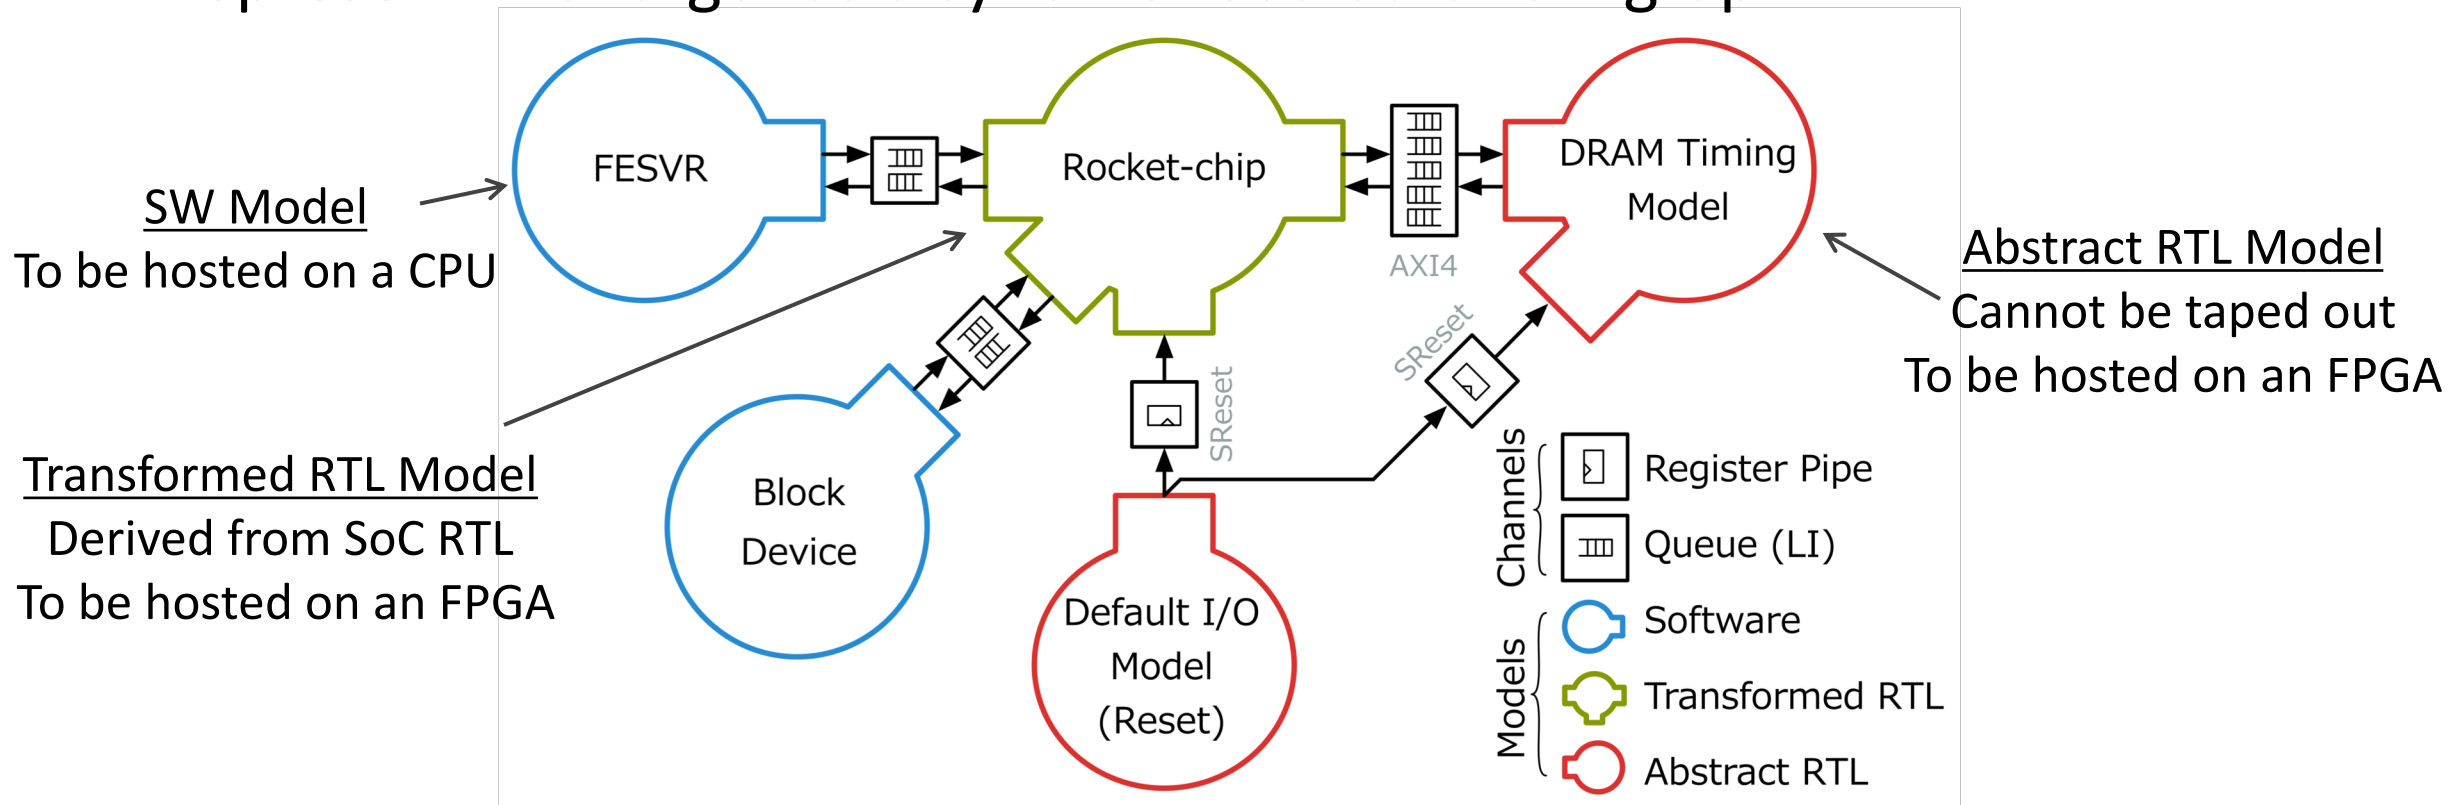 FESVR
Rocket-chip
DRAM Timing
Model
AXI4
SW Model
To be hosted on a CPU
Abstract RTL Model
Cannot be taped out
To be hosted on an FPGA
SReset
SReset
Transformed RTL Model
Derived from SoC RTL
To be hosted on an FPGA
Block
Device
Default I/O
Model
(Reset)
Channels
Register Pipe
Queue (LI)
Models
Software
Transformed RTL
Abstract RTL